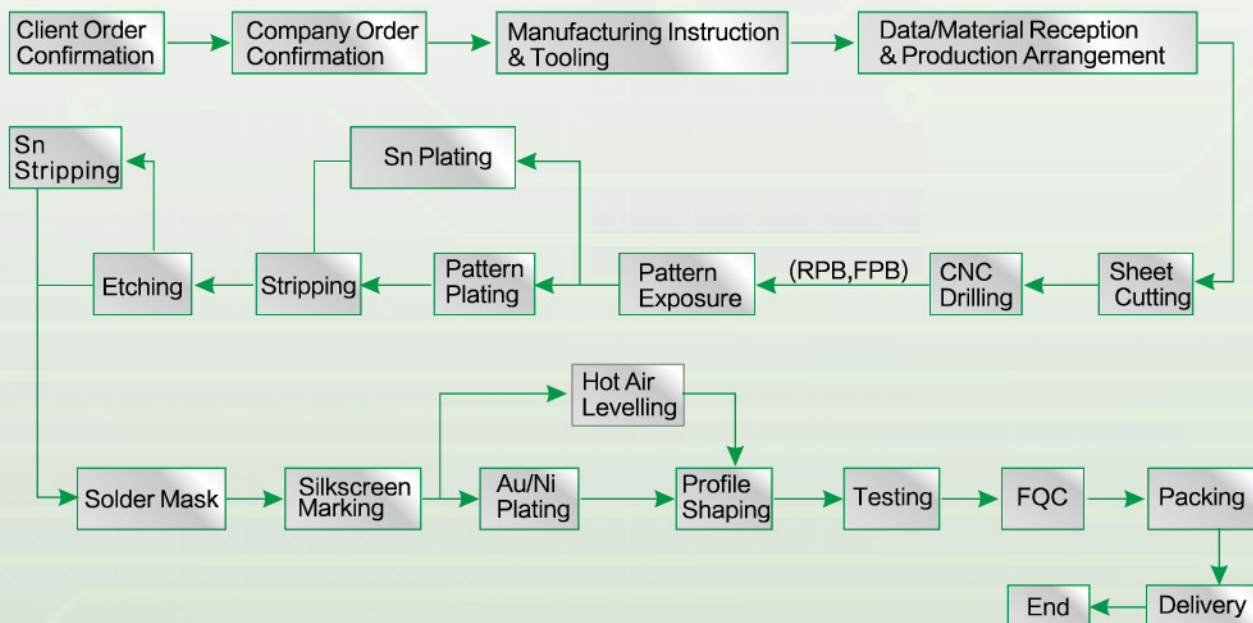 Client Order
Confirmation
Company Order
Confirmation
Manufacturing Instruction
& Tooling
Data/Material Reception
& Production Arrangement
Sn
Stripping
Sn Plating
Etching
Stripping
Pattern
Plating
Pattern
Exposure
(RPB,FPB)
CNC
Drilling
Sheet
Cutting
Hot Air
Levelling
Solder Mask
Silkscreen
Marking
Au/Ni
Plating
Profile
Shaping
Testing
FQC
Packing
End
Delivery